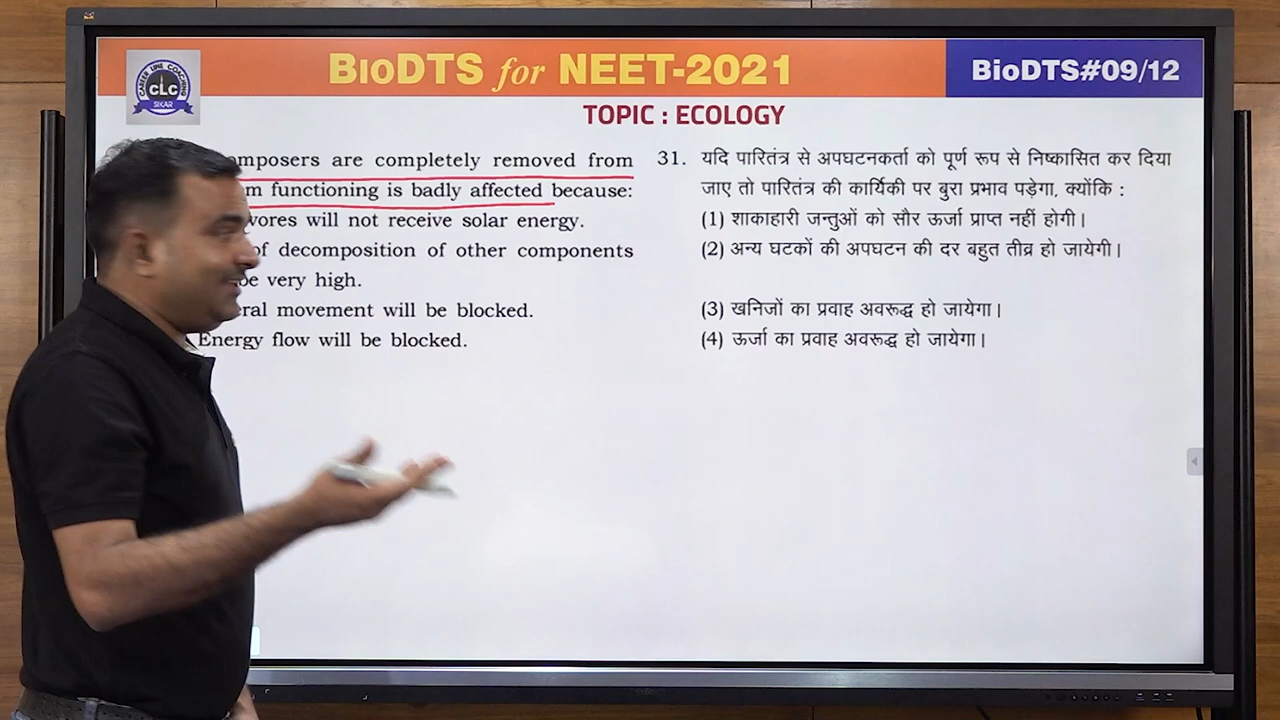 BIODTS for NEET-2021
BIODTS#09/12
CAREER LINE COACHING
CLC
SIKAR
TOPIC : ECOLOGY
composers are completely removed from
functioning is badly affected because:
will not receive solar energy.
of decomposition of other components
be very high.
movement will be blocked.
Energy flow will be blocked.
31. यदि पारितंत्र से अपघटनकर्ता को पूर्ण रूप से निष्कासित कर दिया
जाए तो पारितंत्र की कार्यिकी पर बुरा प्रभाव पड़ेगा, क्योंकि :
(1) शाकाहारी जन्तुओं को सौर ऊर्जा प्राप्त नहीं होगी।
(2) अन्य घटकों की अपघटन की दर बहुत तीव्र हो जायेगी।
(3) खनिजों का प्रवाह अवरूद्ध हो जायेगा।
(4) ऊर्जा का प्रवाह अवरूद्ध हो जायेगा।